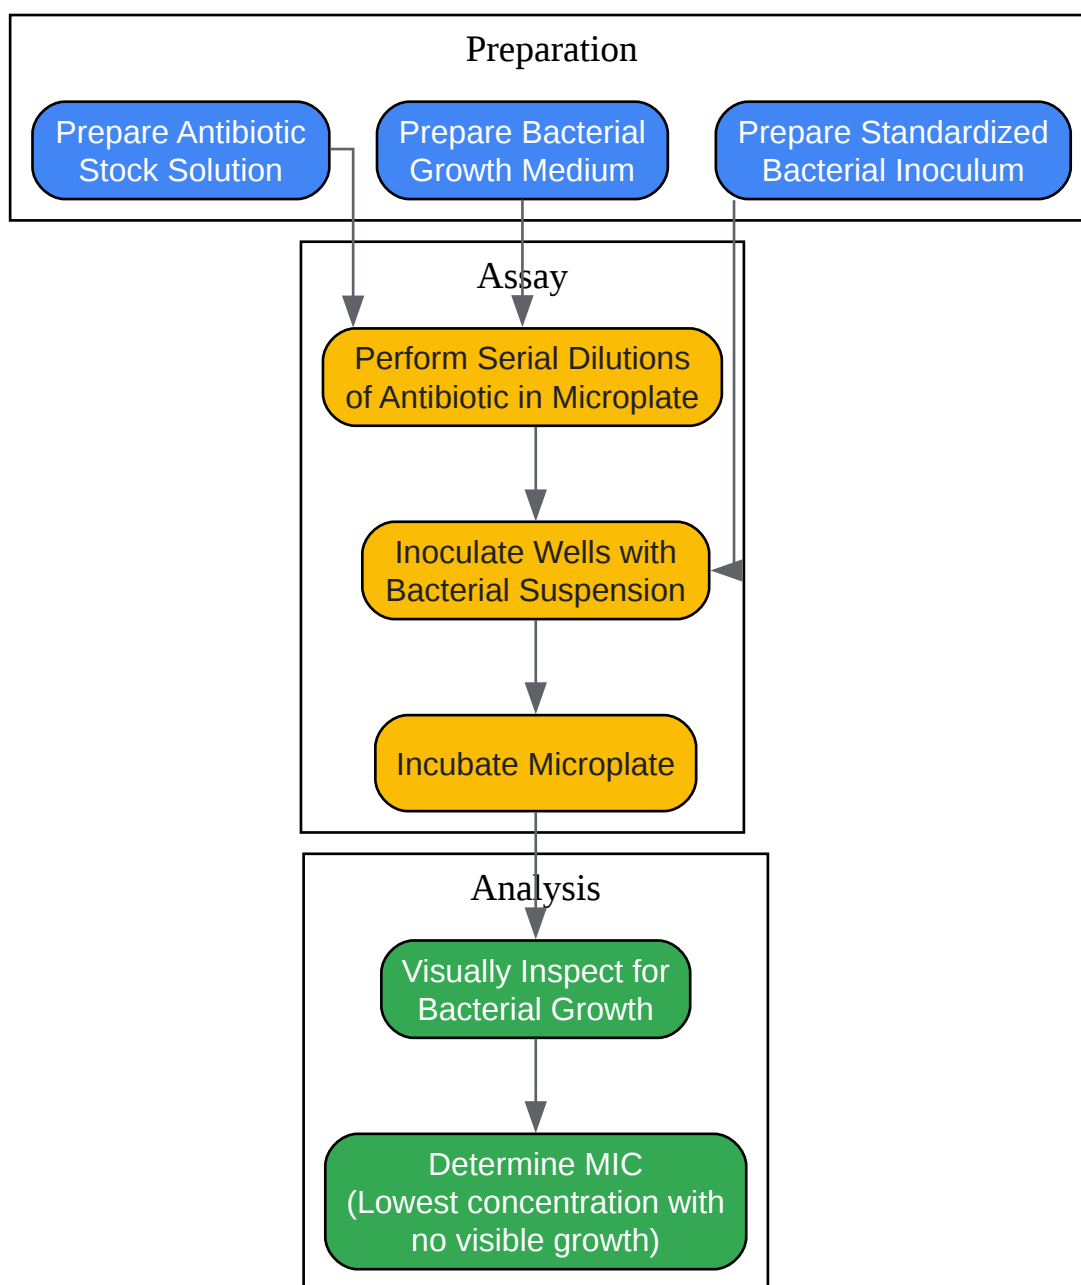 Preparation
Prepare Antibiotic
Stock Solution
Prepare Bacterial
Growth Medium
Prepare Standardized
Bacterial Inoculum
Assay
Perform Serial Dilutions
of Antibiotic in Microplate
Inoculate Wells with
Bacterial Suspension
Incubate Microplate
Analysis
Visually Inspect for
Bacterial Growth
Determine MIC
(Lowest concentration with
no visible growth)